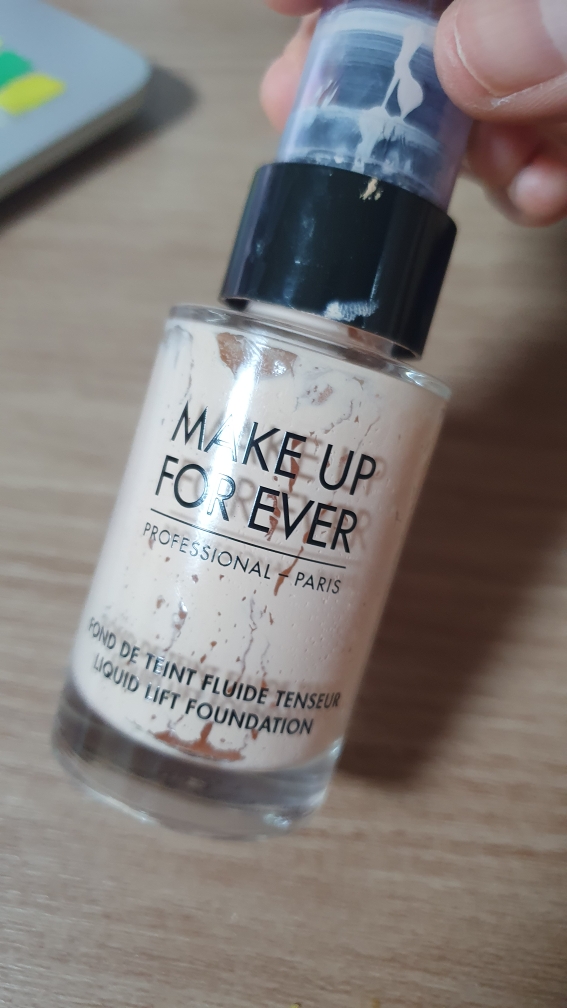 MAKE UP
FOR EVER
PROFESSIONAL – PARIS
FOND DE TEINT FLUIDE TENSEUR
LIQUID LIFT FOUNDATION